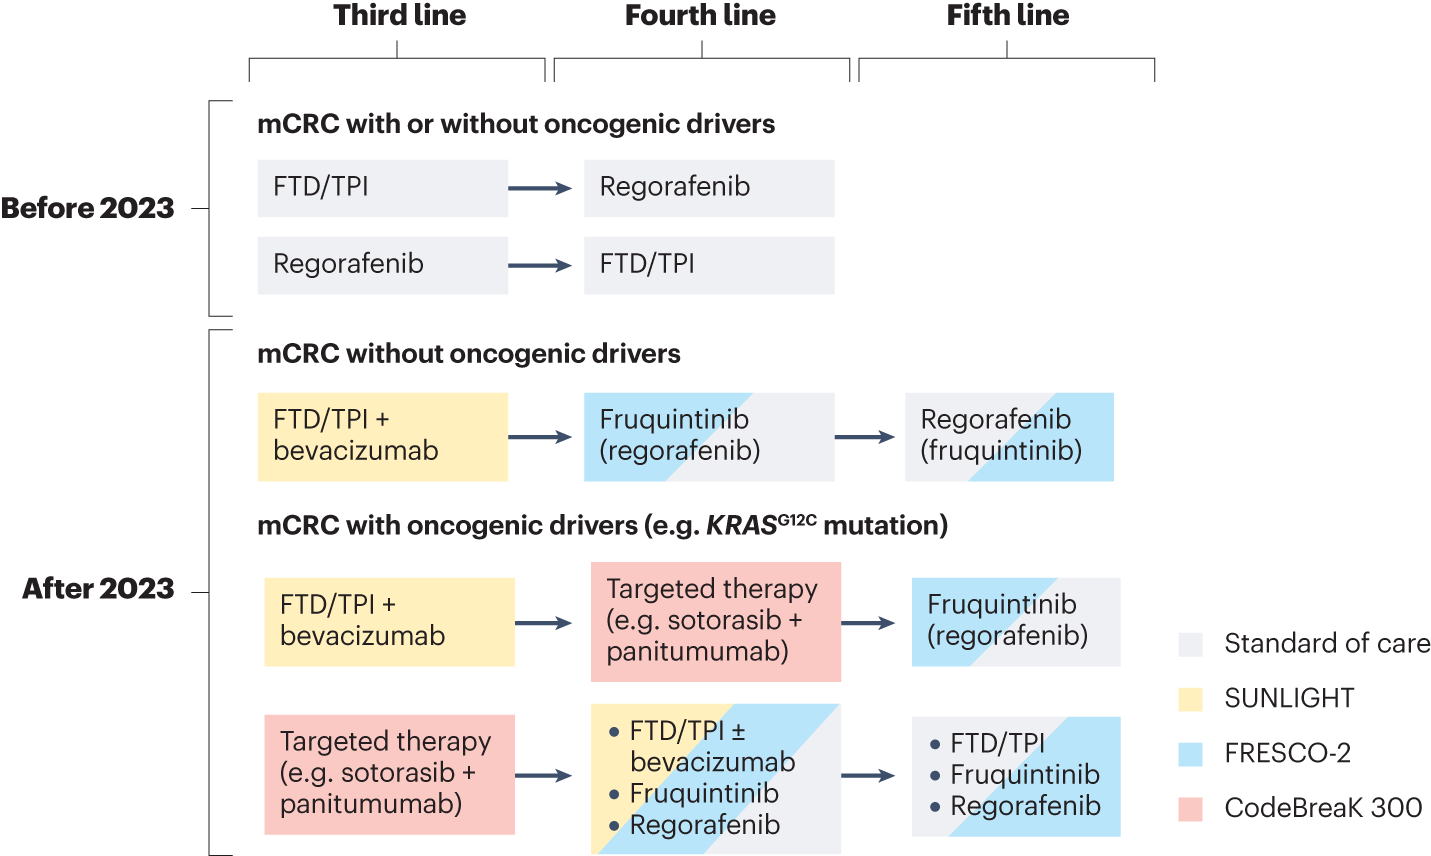 Third line
Fourth line
Fifth line
Before 2023
mCRC with or without oncogenic drivers
FTD/TPI
Regorafenib
Regorafenib
FTD/TPI
After 2023
mCRC without oncogenic drivers
FTD/TPI +
bevacizumab
Fruquintinib
(regorafenib)
Regorafenib
(fruquintinib)
mCRC with oncogenic drivers (e.g. KRASG12C mutation)
FTD/TPI +
bevacizumab
Targeted therapy
(e.g. sotorasib +
panitumumab)
Fruquintinib
(regorafenib)
Targeted therapy
(e.g. sotorasib +
panitumumab)
• FTD/TPI ±
bevacizumab
• Fruquintinib
• Regorafenib
• FTD/TPI
• Fruquintinib
• Regorafenib
Standard of care
SUNLIGHT
FRESCO-2
CodeBreaK 300